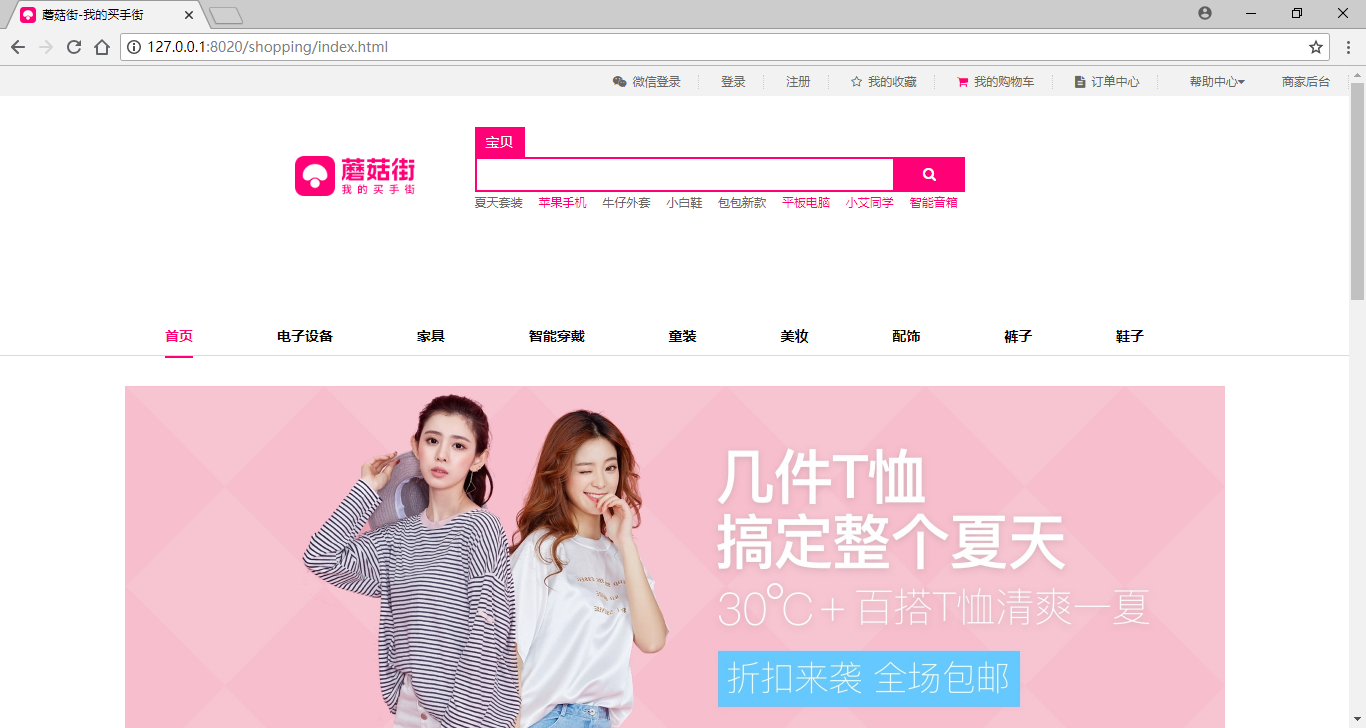 蘑菇街-我的买手街
127.0.0.1:8020/shopping/index.html
微信登录 登录 注册 我的收藏 我的购物车 订单中心 帮助中心 商家后台
宝贝
蘑菇街
我的买手街
夏天套装 苹果手机 牛仔外套 小白鞋 包包新款 平板电脑 小艾同学 智能音箱
首页 电子设备 家具 智能穿戴 童装 美妆 配饰 裤子 鞋子
几件T恤
搞定整个夏天
30℃+百搭T恤清爽一夏
折扣来袭 全场包邮